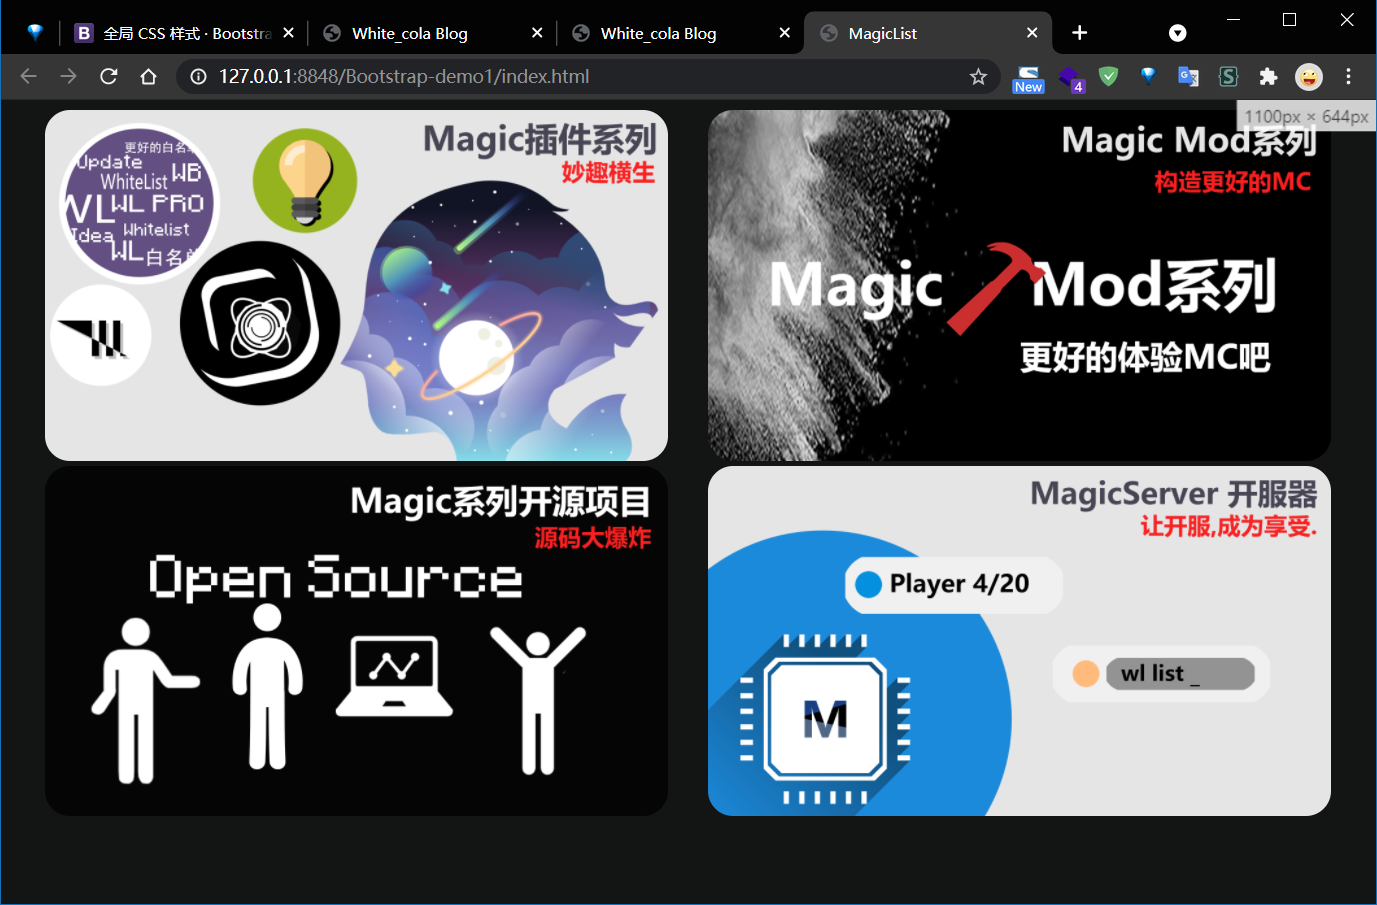 全局 CSS 样式 · Bootstra
White_cola Blog
White_cola Blog
MagicList
127.0.0.1:8848/Bootstrap-demo1/index.html
New
4
1100px × 644px
Magic插件系列
妙趣横生
更好的白名单
Update
WhiteList
WB
WL
WL PRO
Idea
Whitelist
WL
白名单
Magic Mod系列
构造更好的MC
Magic
Mod系列
更好的体验MC吧
Magic系列开源项目
源码大爆炸
Open Source
MagicServer 开服器
让开服,成为享受.
Player 4/20
wl list _
M